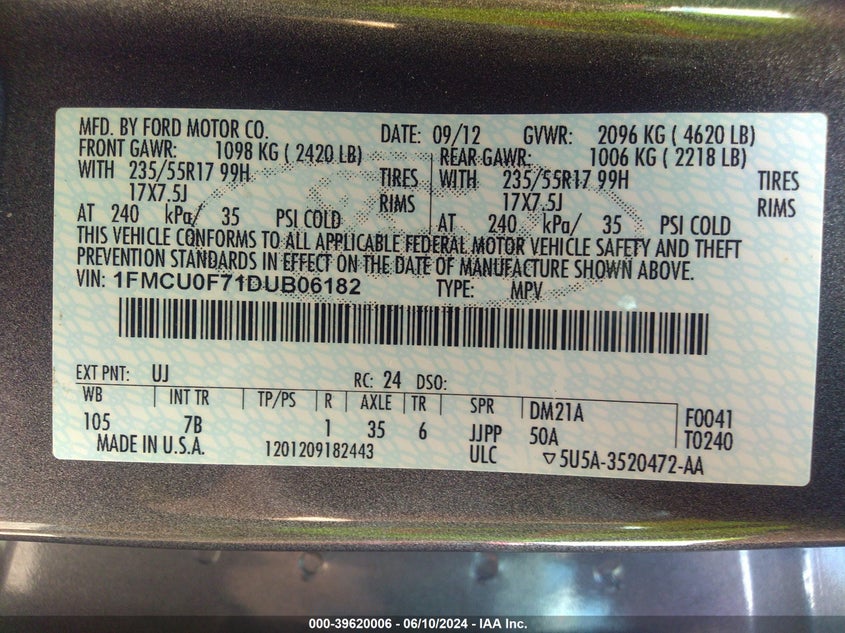 MFD. BY FORD MOTOR CO. DATE: 09/12 GVWR: 2096 KG ( 4620 LB)
FRONT GAWR: 1098 KG ( 2420 LB) REAR GAWR: 1006 KG ( 2218 LB)
WITH 235/55R17 99H TIRES WITH 235/55R17 99H TIRES
17X7.5J RIMS 17X7.5J RIMS
AT 240 kPa/ 35 PSI COLD AT 240 kPa/ 35 PSI COLD
THIS VEHICLE CONFORMS TO ALL APPLICABLE FEDERAL MOTOR VEHICLE SAFETY AND THEFT
PREVENTION STANDARDS IN EFFECT ON THE DATE OF MANUFACTURE SHOWN ABOVE.
VIN: 1FMCU0F71DUB06182 TYPE: MPV
EXT PNT: UJ RC: 24 DSO:
WB INT TR TP/PS R AXLE TR SPR DM21A F0041
105 7B 1 35 6 JJPP 50A T0240
MADE IN U.S.A. 1201209182443 ULC ▽5U5A-3520472-AA
000-39620006 - 06/10/2024 - IAA Inc.